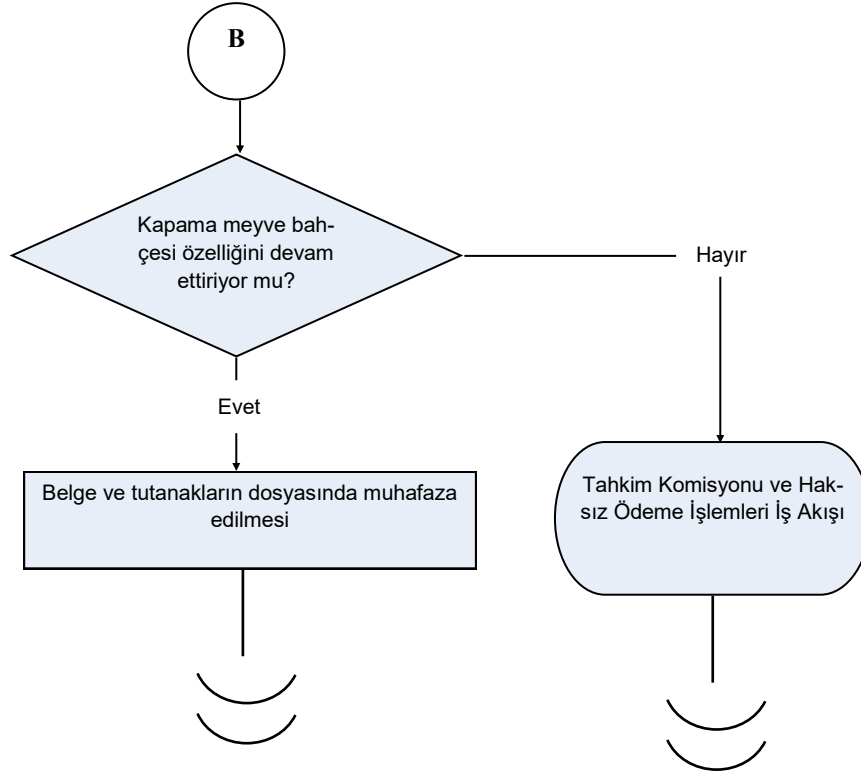 B
Kapama meyve bah-
çesi özelliğini devam
ettiriyor mu?
Hayır
Evet
Belge ve tutanakların dosyasında muhafaza
edilmesi
Tahkim Komisyonu ve Hak-
sız Ödeme İşlemleri İş Akışı